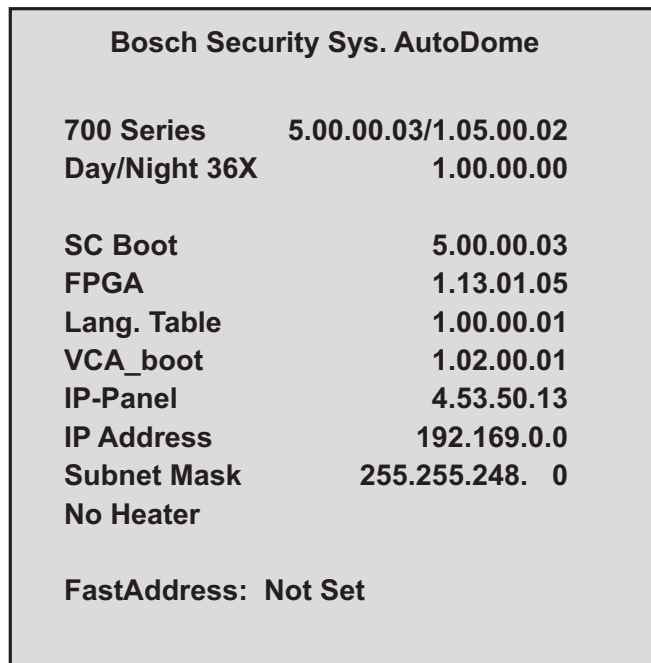 Bosch Security Sys. AutoDome
700 Series 5.00.00.03/1.05.00.02
Day/Night 36X 1.00.00.00
SC Boot 5.00.00.03
FPGA 1.13.01.05
Lang. Table 1.00.00.01
VCA_boot 1.02.00.01
IP-Panel 4.53.50.13
IP Address 192.169.0.0
Subnet Mask 255.255.248. 0
No Heater
FastAddress: Not Set